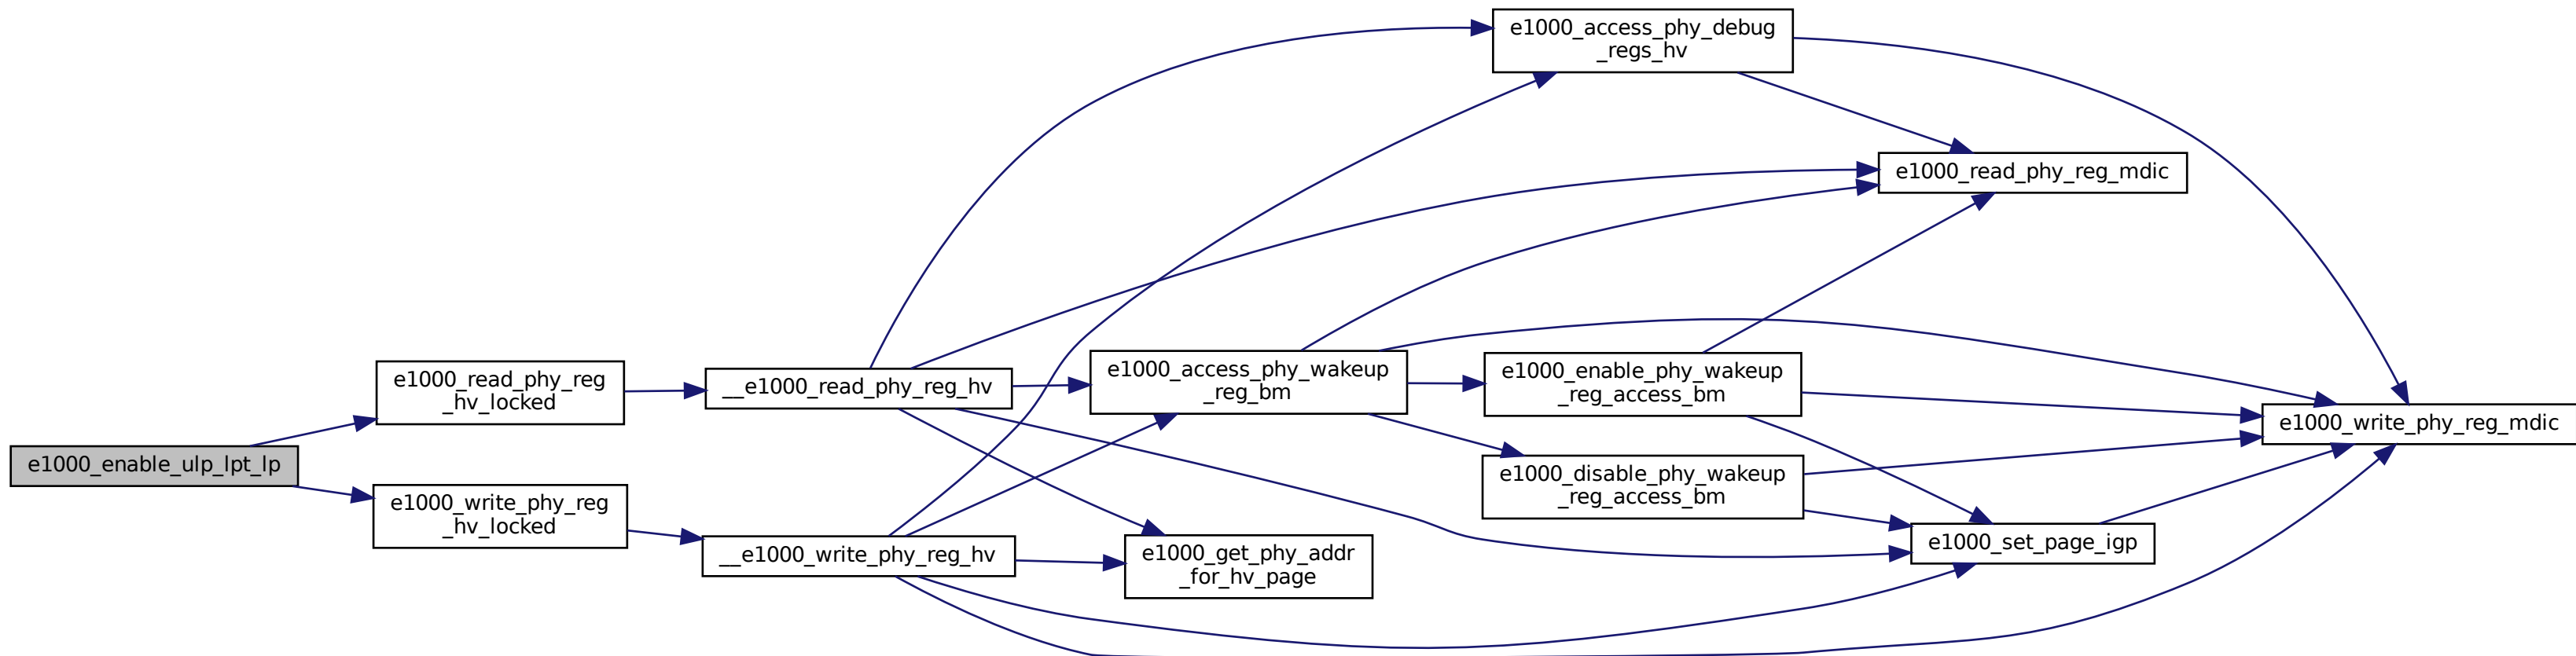 e1000_access_phy_debug
_regs_hv
e1000_read_phy_reg_mdic
e1000_read_phy_reg
_hv_locked
__e1000_read_phy_reg_hv
e1000_access_phy_wakeup
_reg_bm
e1000_enable_phy_wakeup
_reg_access_bm
e1000_write_phy_reg_mdic
e1000_enable_ulp_lpt_lp
e1000_disable_phy_wakeup
_reg_access_bm
e1000_write_phy_reg
_hv_locked
__e1000_write_phy_reg_hv
e1000_get_phy_addr
_for_hv_page
e1000_set_page_igp